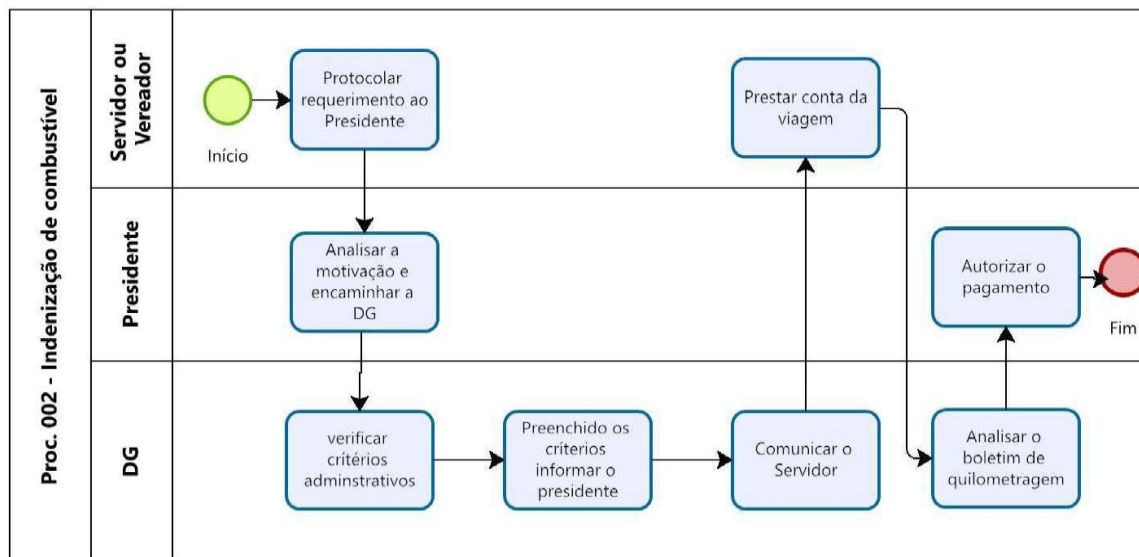 Proc. 002 - Indenização de combustível
Servidor ou
Vereador
Início
Protocolar
requerimento ao
Presidente
Prestar conta da
viagem
Presidente
Analisar a
motivação e
encaminhar a
DG
Autorizar o
pagamento
Fim
DG
verificar
critérios
adminstrativos
Preenchido os
críterios
informar o
presidente
Comunicar o
Servidor
Analisar o
boletim de
quilometragem